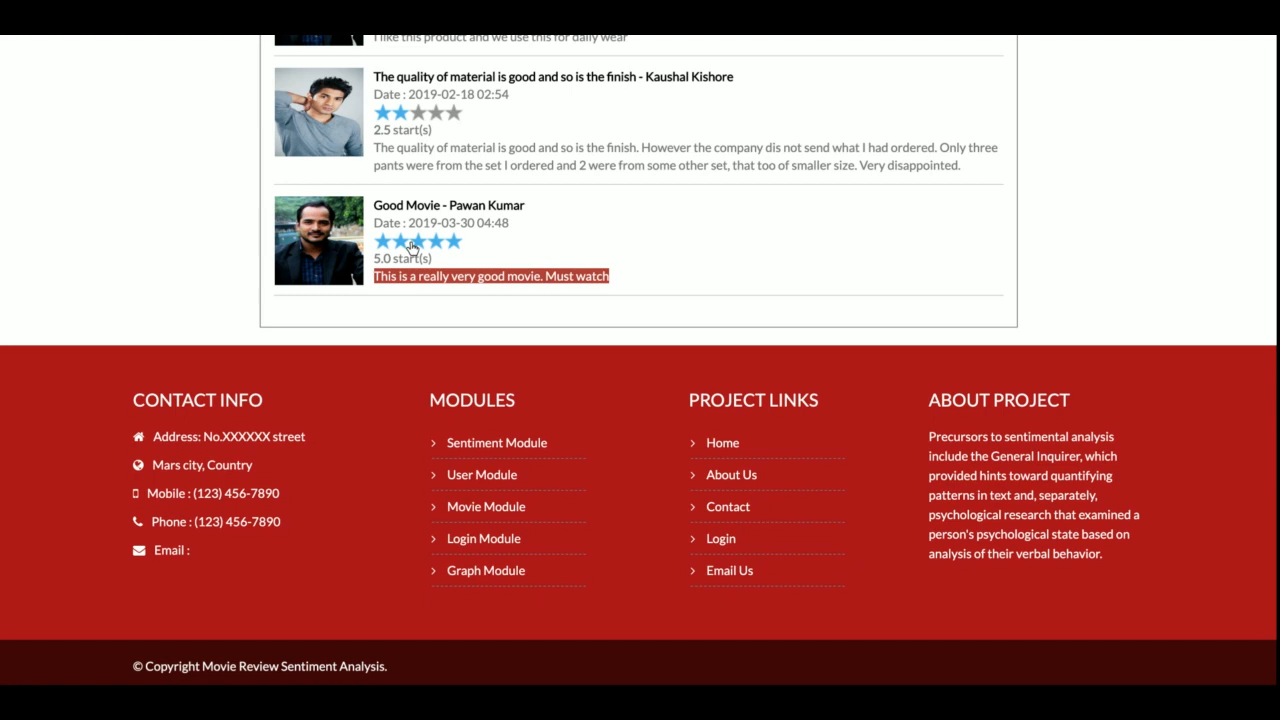 I like this product and we use this for daily wear
The quality of material is good and so is the finish - Kaushal Kishore
Date : 2019-02-18 02:54
2.5 start(s)
The quality of material is good and so is the finish. However the company dis not send what I had ordered. Only three
pants were from the set I ordered and 2 were from some other set, that too of smaller size. Very disappointed.
Good Movie - Pawan Kumar
Date : 2019-03-30 04:48
5.0 start(s)
This is a really very good movie. Must watch
CONTACT INFO
Address: No.XXXXXX street
Mars city, Country
Mobile : (123) 456-7890
Phone : (123) 456-7890
Email :
MODULES
Sentiment Module
User Module
Movie Module
Login Module
Graph Module
PROJECT LINKS
Home
About Us
Contact
Login
Email Us
ABOUT PROJECT
Precursors to sentimental analysis
include the General Inquirer, which
provided hints toward quantifying
patterns in text and, separately,
psychological research that examined a
person's psychological state based on
analysis of their verbal behavior.
© Copyright Movie Review Sentiment Analysis.